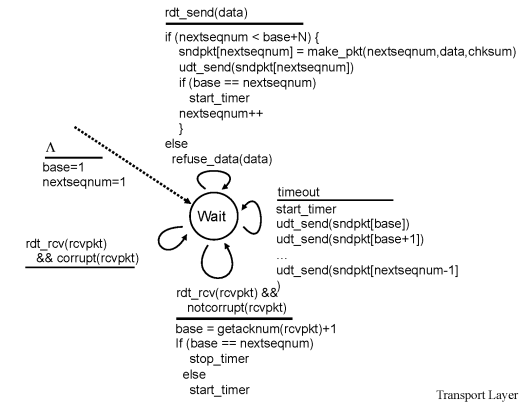 rdt_send(data)
if (nextseqnum < base+N) {
sndpkt[nextseqnum] = make_pkt(nextseqnum,data,chksum)
udt_send(sndpkt[nextseqnum])
if (base == nextseqnum)
start_timer
nextseqnum++
}
else
refuse_data(data)
Λ
base=1
nextseqnum=1
Wait
timeout
start_timer
udt_send(sndpkt[base])
udt_send(sndpkt[base+1])
...
udt_send(sndpkt[nextseqnum-1]
)
rdt_rcv(rcvpkt)
&& corrupt(rcvpkt)
rdt_rcv(rcvpkt) &&
notcorrupt(rcvpkt)
base = getacknum(rcvpkt)+1
If (base == nextseqnum)
stop_timer
else
start_timer
Transport Layer